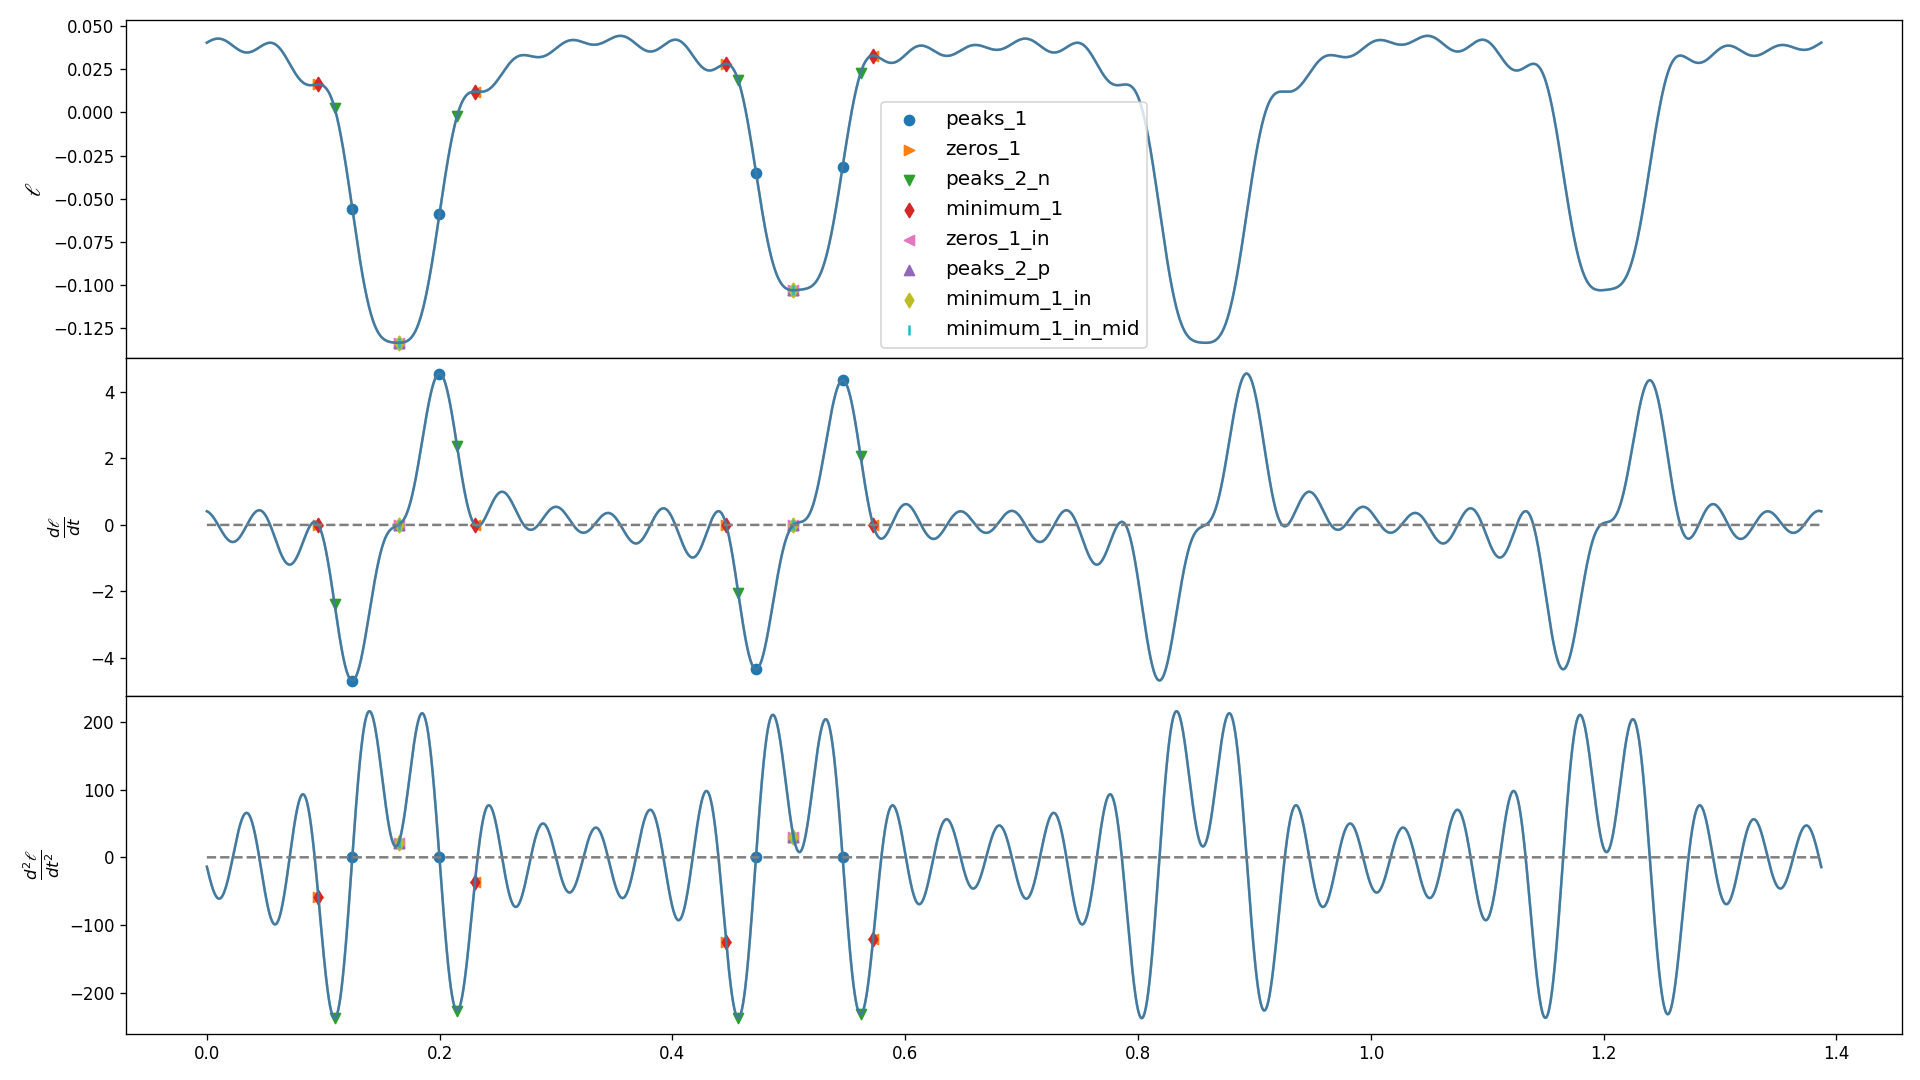 0.050
0.025
0.000
−0.025
−0.050
−0.075
−0.100
−0.125
ℓ
peaks_1
zeros_1
peaks_2_n
minimum_1
zeros_1_in
peaks_2_p
minimum_1_in
minimum_1_in_mid
4
2
0
−2
−4
dℓ/dt
200
100
0
−100
−200
d²ℓ/dt²
0.0 0.2 0.4 0.6 0.8 1.0 1.2 1.4